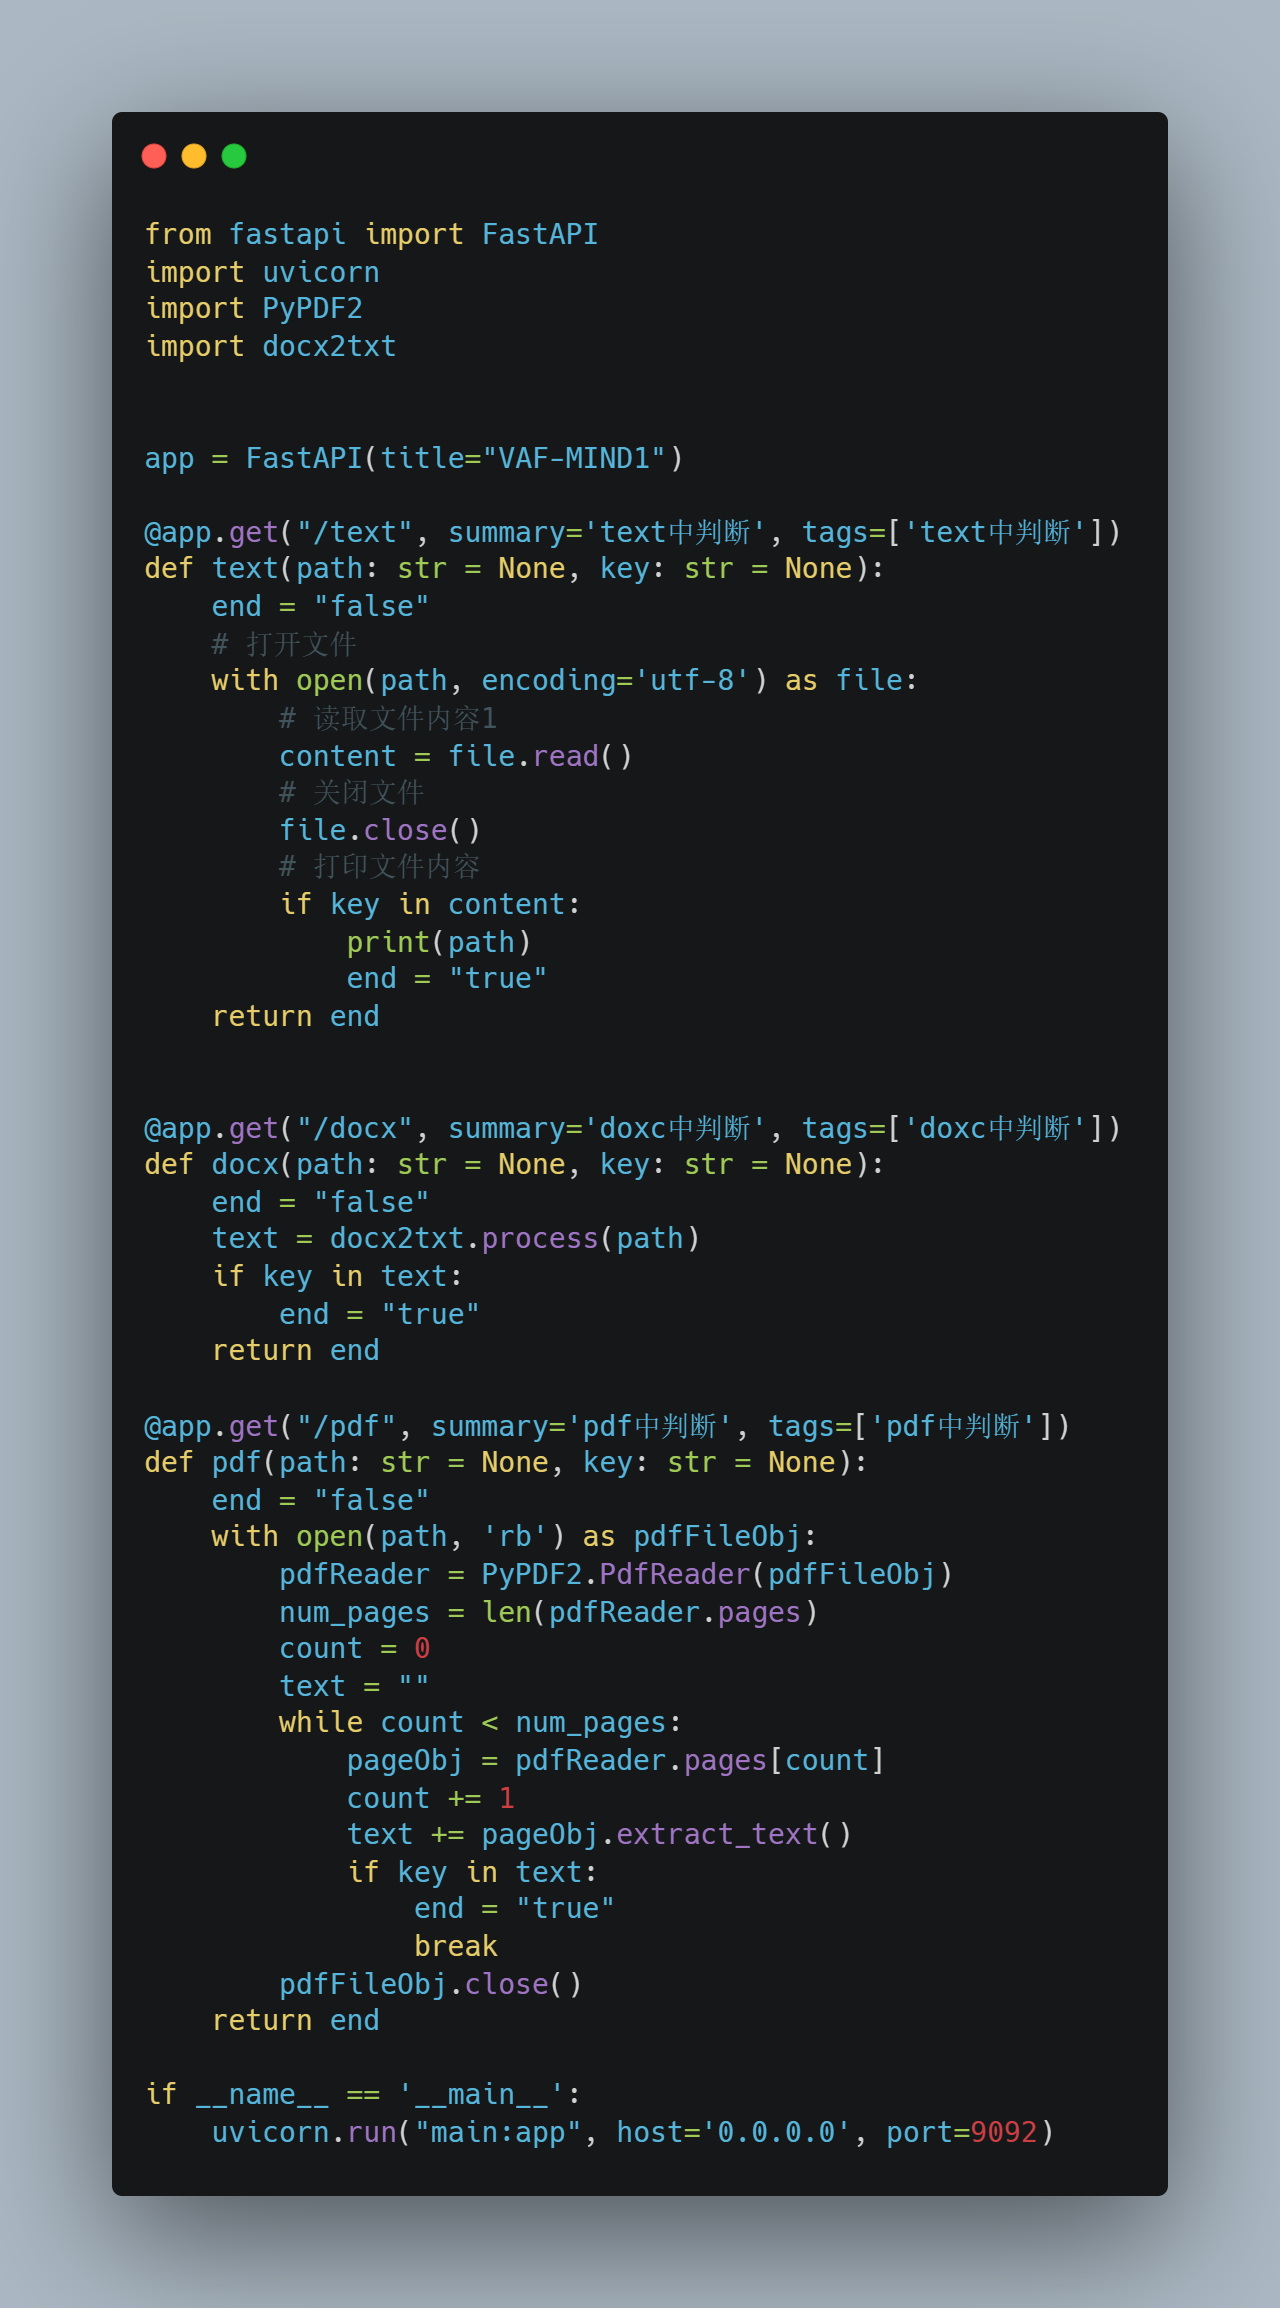 from fastapi import FastAPI
import uvicorn
import PyPDF2
import docx2txt
app = FastAPI(title="VAF-MIND1")
@app.get("/text", summary='text中判断', tags=['text中判断'])
def text(path: str = None, key: str = None):
    end = "false"
    # 打开文件
    with open(path, encoding='utf-8') as file:
        # 读取文件内容1
        content = file.read()
        # 关闭文件
        file.close()
        # 打印文件内容
        if key in content:
            print(path)
            end = "true"
    return end
@app.get("/docx", summary='doxc中判断', tags=['doxc中判断'])
def docx(path: str = None, key: str = None):
    end = "false"
    text = docx2txt.process(path)
    if key in text:
        end = "true"
    return end
@app.get("/pdf", summary='pdf中判断', tags=['pdf中判断'])
def pdf(path: str = None, key: str = None):
    end = "false"
    with open(path, 'rb') as pdfFileObj:
        pdfReader = PyPDF2.PdfReader(pdfFileObj)
        num_pages = len(pdfReader.pages)
        count = 0
        text = ""
        while count < num_pages:
            pageObj = pdfReader.pages[count]
            count += 1
            text += pageObj.extract_text()
            if key in text:
                end = "true"
                break
        pdfFileObj.close()
    return end
if __name__ == '__main__':
    uvicorn.run("main:app", host='0.0.0.0', port=9092)